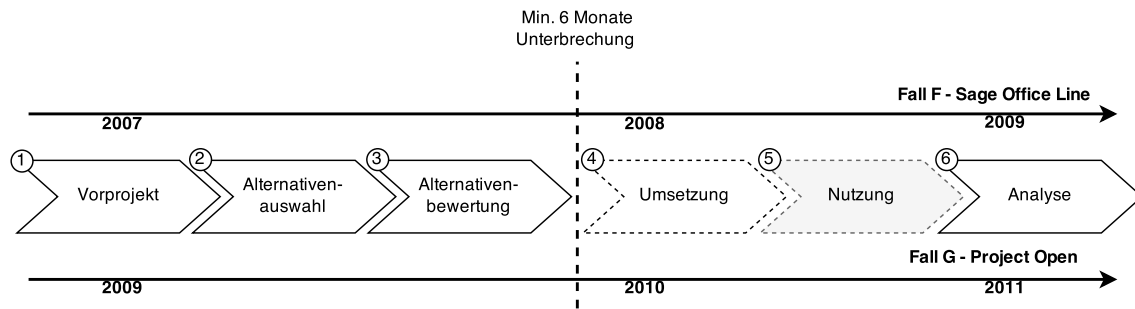 Min. 6 Monate
Unterbrechung
Fall F - Sage Office Line
2007 2008 2009
1 2 3 4 5 6
Vorprojekt
Alternativen-
auswahl
Alternativen-
bewertung
Umsetzung
Nutzung
Analyse
Fall G - Project Open
2009 2010 2011